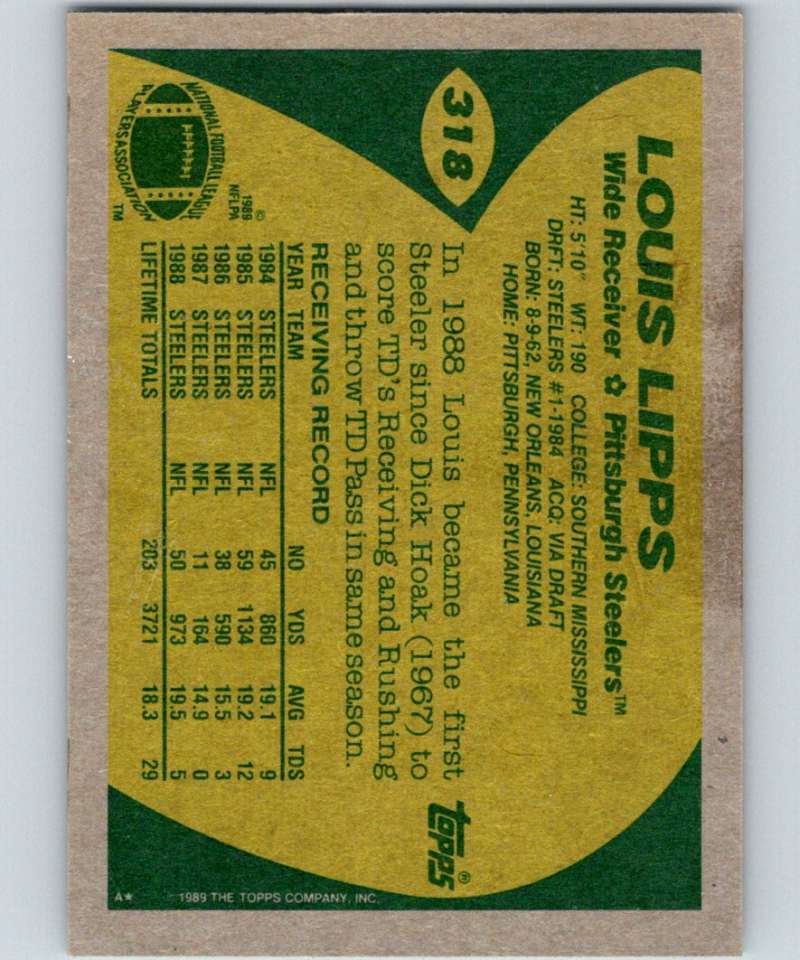 318
LOUIS LIPPS
Wide Receiver ✩ Pittsburgh Steelers™
HT: 5'10" WT: 190 COLLEGE: SOUTHERN MISSISSIPPI
DRFT: STEELERS #1-1984 ACQ: VIA DRAFT
BORN: 8-9-62, NEW ORLEANS, LOUISIANA
HOME: PITTSBURGH, PENNSYLVANIA
In 1988 Louis became the first
Steeler since Dick Hoak (1967) to
score TD's Receiving and Rushing
and throw TD Pass in same season.
topps®
RECEIVING RECORD
YEAR TEAM NO YDS AVG TDS
1984 STEELERS NFL 45 860 19.1 9
1985 STEELERS NFL 59 1134 19.2 12
1986 STEELERS NFL 38 590 15.5 3
1987 STEELERS NFL 11 164 14.9 0
1988 STEELERS NFL 50 973 19.5 5
LIFETIME TOTALS 203 3721 18.3 29
NATIONAL FOOTBALL LEAGUE
PLAYERS ASSOCIATION
TM
©
1989
NFLPA
A★ 1989 THE TOPPS COMPANY, INC.